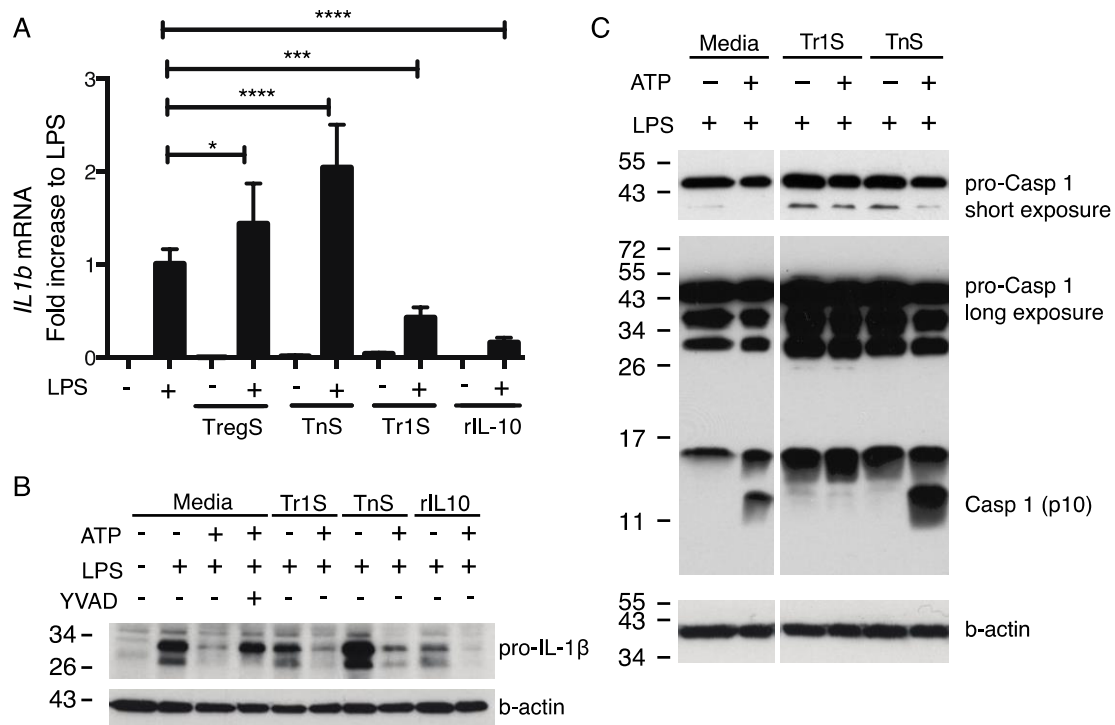 A
****
***
****
*
IL1b mRNA
Fold increase to LPS
3
2
1
0
LPS - + - + - + - + - +
TregS TnS Tr1S rIL-10
B
Media Tr1S TnS rIL10
ATP - - + + - + - + - +
LPS - + + + + + + + + +
YVAD - - - + - - - - - -
34
26
pro-IL-1β
43
b-actin
C
Media Tr1S TnS
ATP - + - + - +
LPS + + + + + +
55
43
pro-Casp 1
short exposure
72
55
43
34
26
17
11
pro-Casp 1
long exposure
Casp 1 (p10)
55
43
34
b-actin